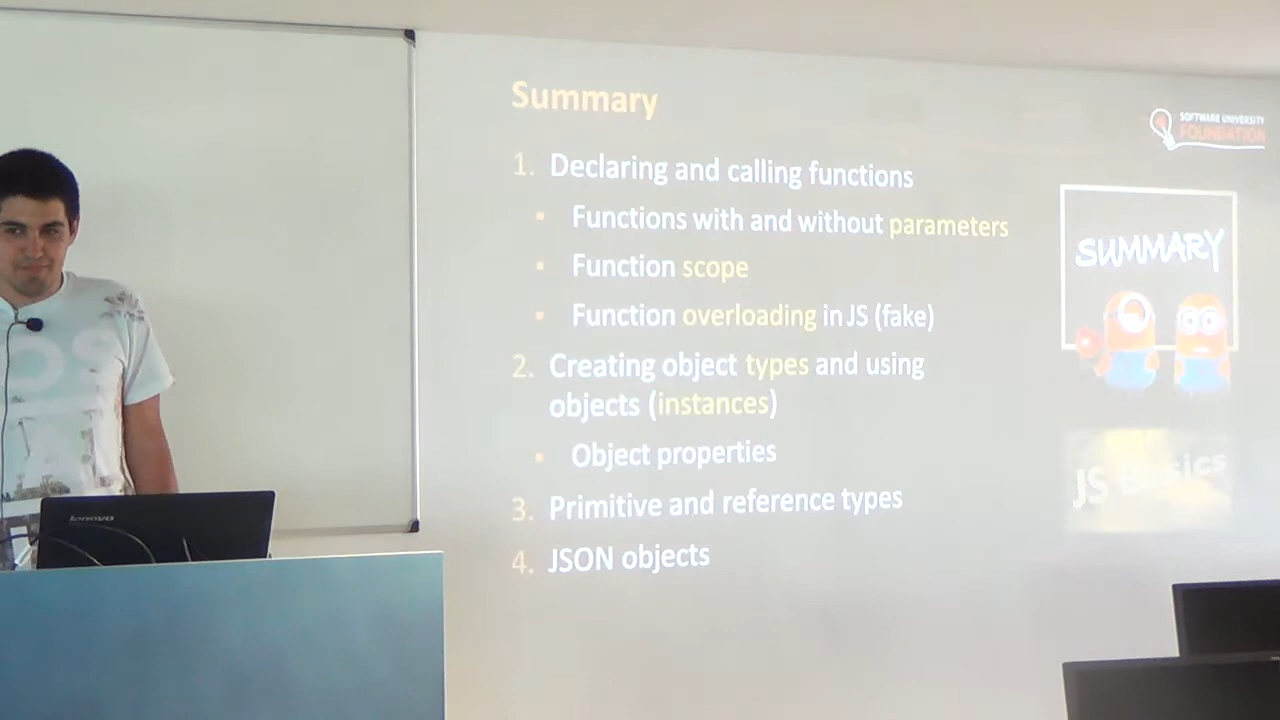 Summary
SOFTWARE UNIVERSITY
FOUNDATION
1. Declaring and calling functions
▪ Functions with and without parameters
▪ Function scope
▪ Function overloading in JS (fake)
2. Creating object types and using
objects (instances)
▪ Object properties
3. Primitive and reference types
4. JSON objects
SUMMARY
JS Basics
lenovo